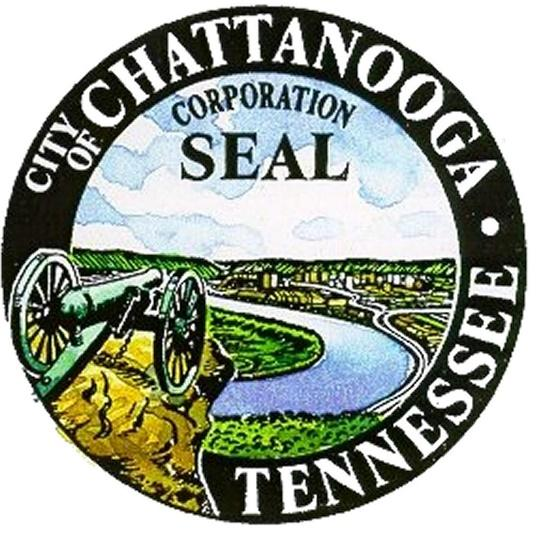 CITY
OF
CHATTANOOGA
CORPORATION
SEAL
• TENNESSEE